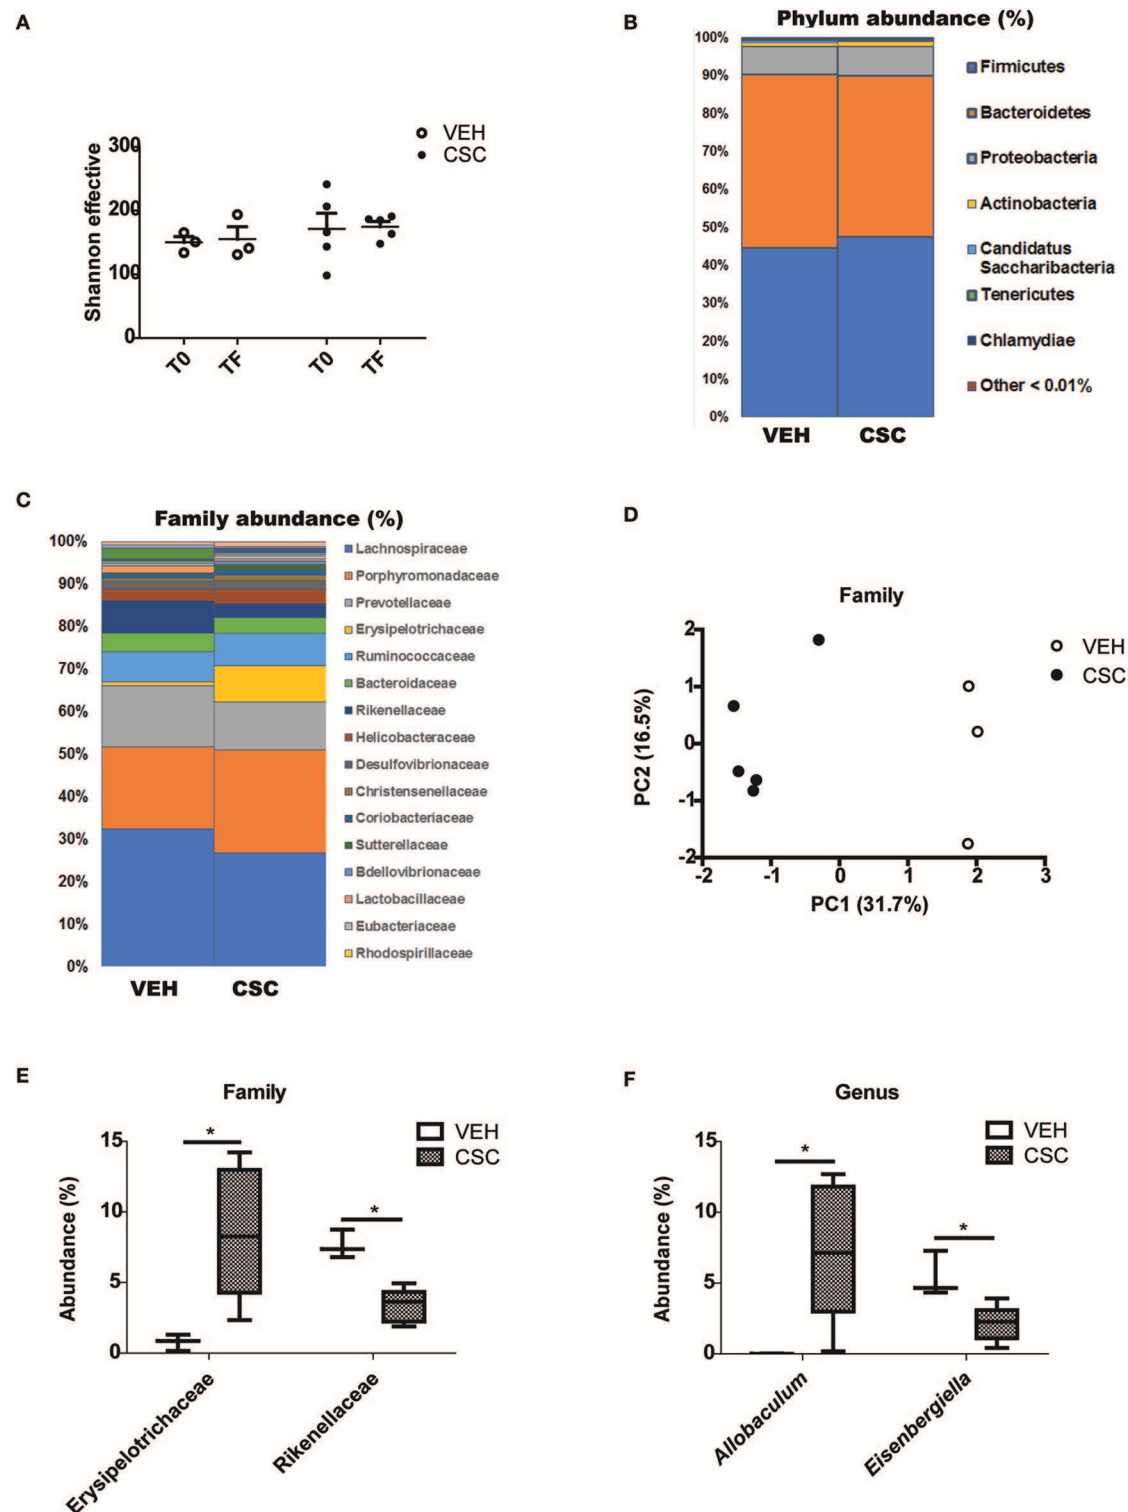 A
VEH
CSC
300
200
100
0
Shannon effective
T0
TF
T0
TF
B
Phylum abundance (%)
100%
90%
80%
70%
60%
50%
40%
30%
20%
10%
0%
VEH
CSC
Firmicutes
Bacteroidetes
Proteobacteria
Actinobacteria
Candidatus
Saccharibacteria
Tenericutes
Chlamydiae
Other < 0.01%
C
Family abundance (%)
100%
90%
80%
70%
60%
50%
40%
30%
20%
10%
0%
VEH
CSC
Lachnospiraceae
Porphyromonadaceae
Prevotellaceae
Erysipelotrichaceae
Ruminococcaceae
Bacteroidaceae
Rikenellaceae
Helicobacteraceae
Desulfovibrionaceae
Christensenellaceae
Coriobacteriaceae
Sutterellaceae
Bdellovibrionaceae
Lactobacillaceae
Eubacteriaceae
Rhodospirillaceae
D
Family
VEH
CSC
2
1
0
-1
-2
PC2 (16.5%)
-2
-1
0
1
2
3
PC1 (31.7%)
E
Family
VEH
CSC
15
10
5
0
Abundance (%)
*
*
Erysipelotrichaceae
Rikenellaceae
F
Genus
VEH
CSC
15
10
5
0
Abundance (%)
*
*
Allobaculum
Eisenbergiella